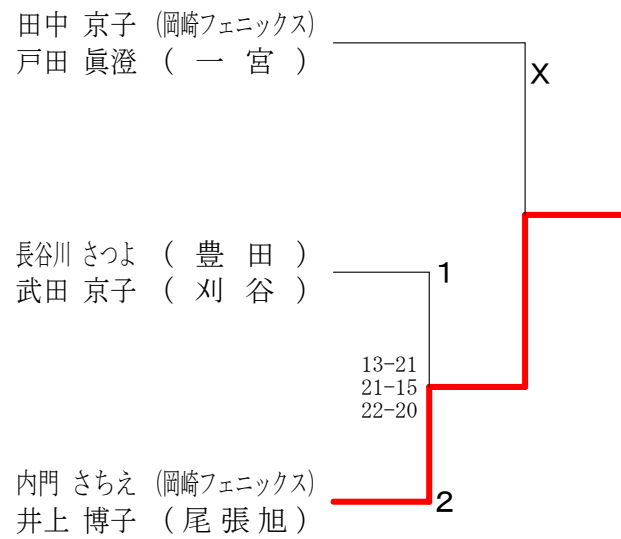 田中 京子 (岡崎フェニックス)
戸田 眞澄 ( 一 宮 )
X
長谷川 さつよ ( 豊 田 )
武田 京子 ( 刈 谷 )
1
13-21
21-15
22-20
内門 さちえ (岡崎フェニックス)
井上 博子 ( 尾 張 旭 )
2